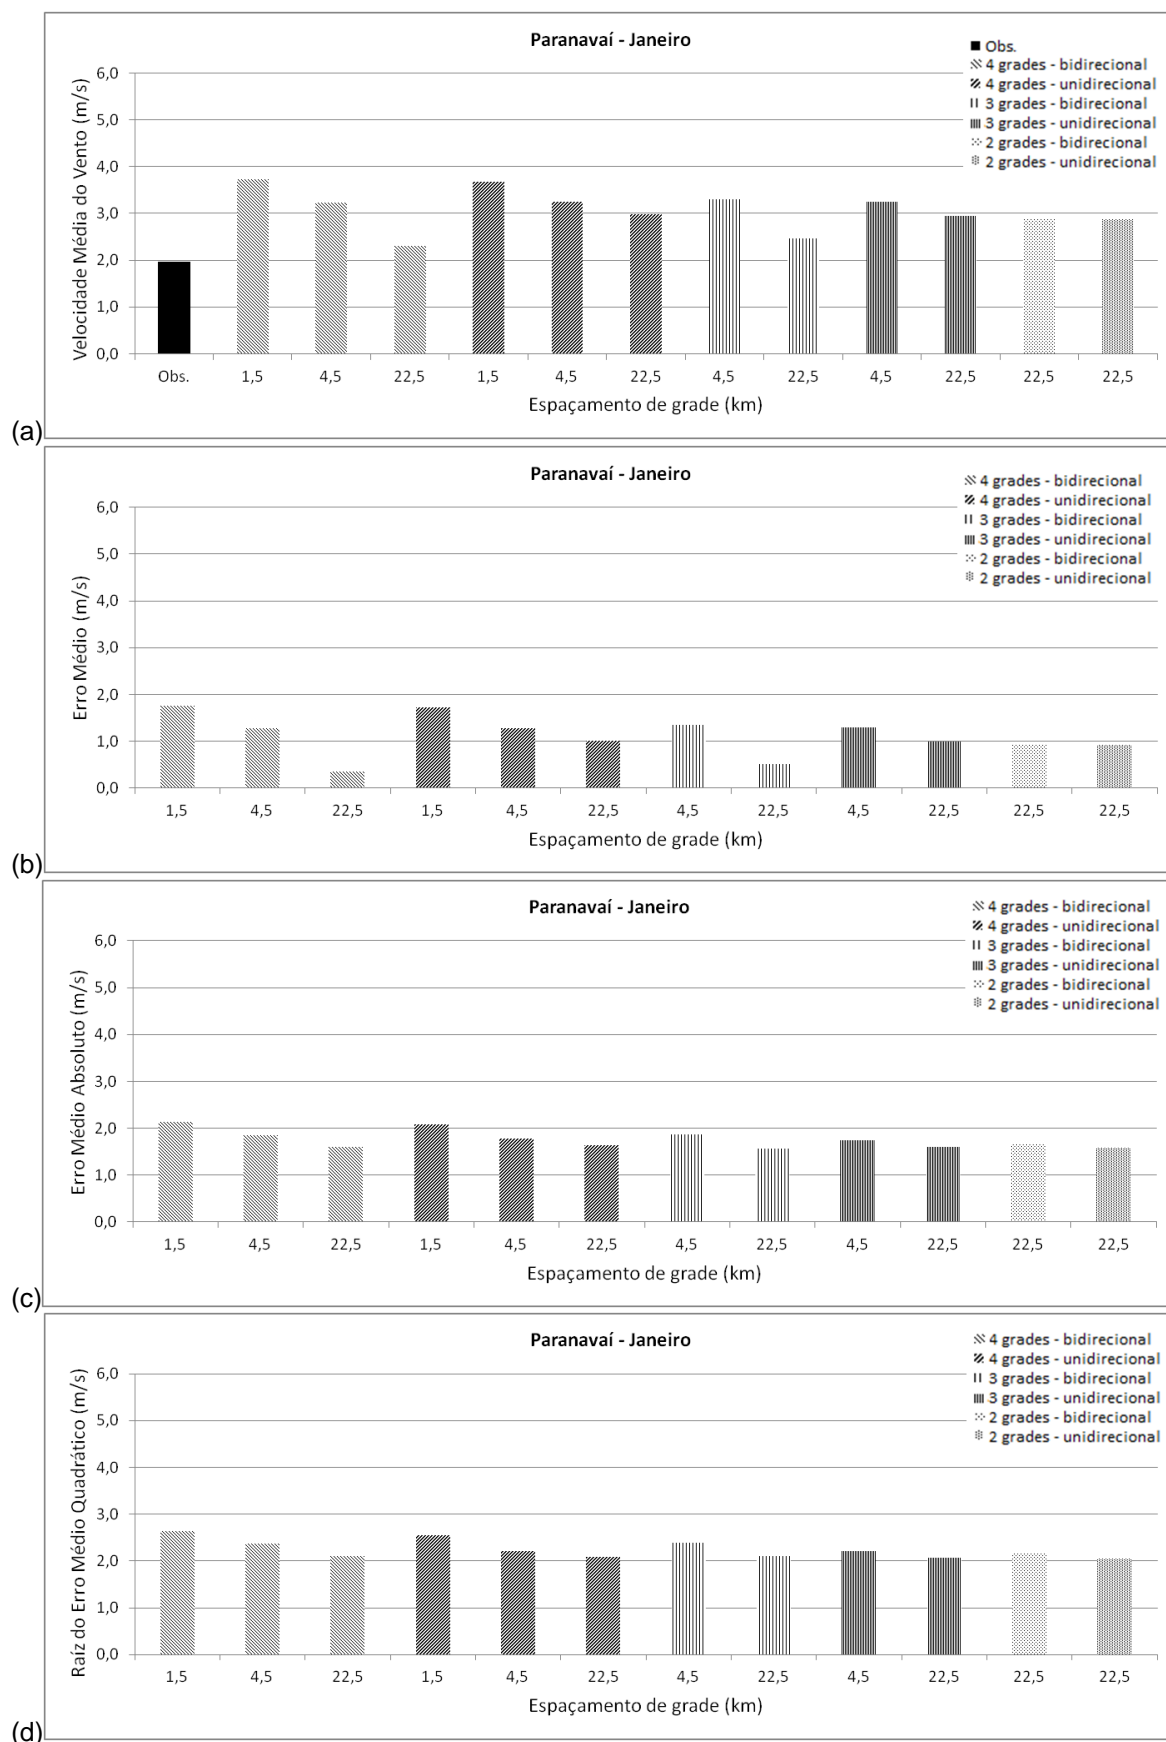 Paranavaí - Janeiro
Obs.
4 grades - bidirecional
4 grades - unidirecional
3 grades - bidirecional
3 grades - unidirecional
2 grades - bidirecional
2 grades - unidirecional
Velocidade Média do Vento (m/s)
6,0
5,0
4,0
3,0
2,0
1,0
0,0
Obs. 1,5 4,5 22,5 1,5 4,5 22,5 4,5 22,5 4,5 22,5 22,5 22,5
Espaçamento de grade (km)
(a)
Paranavaí - Janeiro
4 grades - bidirecional
4 grades - unidirecional
3 grades - bidirecional
3 grades - unidirecional
2 grades - bidirecional
2 grades - unidirecional
Erro Médio (m/s)
6,0
5,0
4,0
3,0
2,0
1,0
0,0
1,5 4,5 22,5 1,5 4,5 22,5 4,5 22,5 4,5 22,5 22,5 22,5
Espaçamento de grade (km)
(b)
Paranavaí - Janeiro
4 grades - bidirecional
4 grades - unidirecional
3 grades - bidirecional
3 grades - unidirecional
2 grades - bidirecional
2 grades - unidirecional
Erro Médio Absoluto (m/s)
6,0
5,0
4,0
3,0
2,0
1,0
0,0
1,5 4,5 22,5 1,5 4,5 22,5 4,5 22,5 4,5 22,5 22,5 22,5
Espaçamento de grade (km)
(c)
Paranavaí - Janeiro
4 grades - bidirecional
4 grades - unidirecional
3 grades - bidirecional
3 grades - unidirecional
2 grades - bidirecional
2 grades - unidirecional
Raíz do Erro Médio Quadrático (m/s)
6,0
5,0
4,0
3,0
2,0
1,0
0,0
1,5 4,5 22,5 1,5 4,5 22,5 4,5 22,5 4,5 22,5 22,5 22,5
Espaçamento de grade (km)
(d)